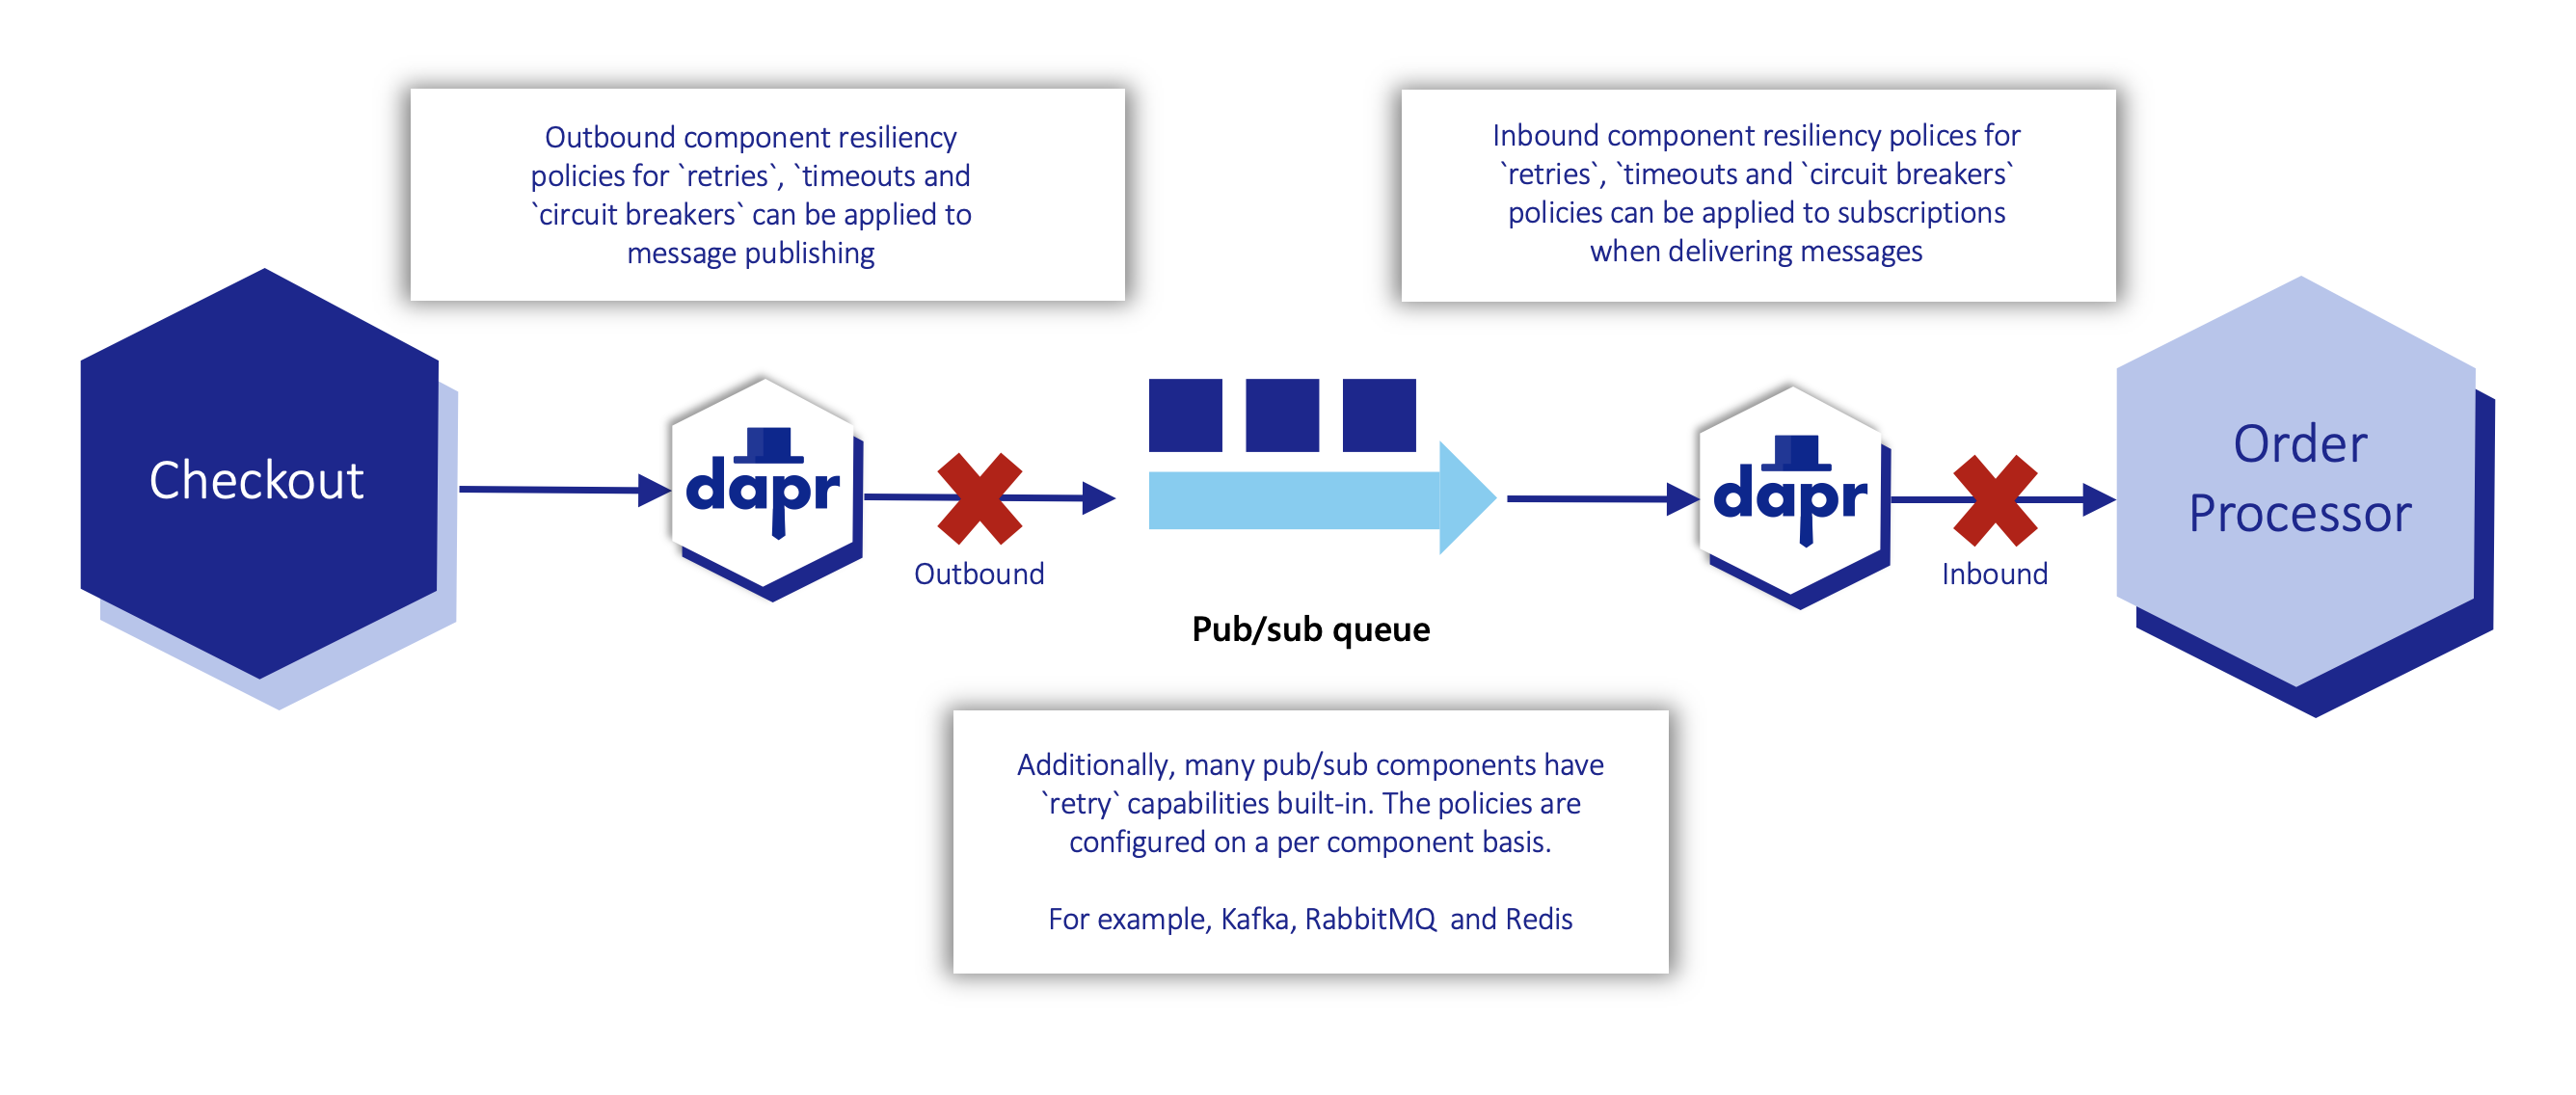 Outbound component resiliency
policies for `retries`, `timeouts and
`circuit breakers` can be applied to
message publishing
Inbound component resiliency polices for
`retries`, `timeouts and `circuit breakers`
policies can be applied to subscriptions
when delivering messages
Checkout
dapr
Outbound
Pub/sub queue
dapr
Inbound
Order
Processor
Additionally, many pub/sub components have
`retry` capabilities built-in. The policies are
configured on a per component basis.
For example, Kafka, RabbitMQ and Redis